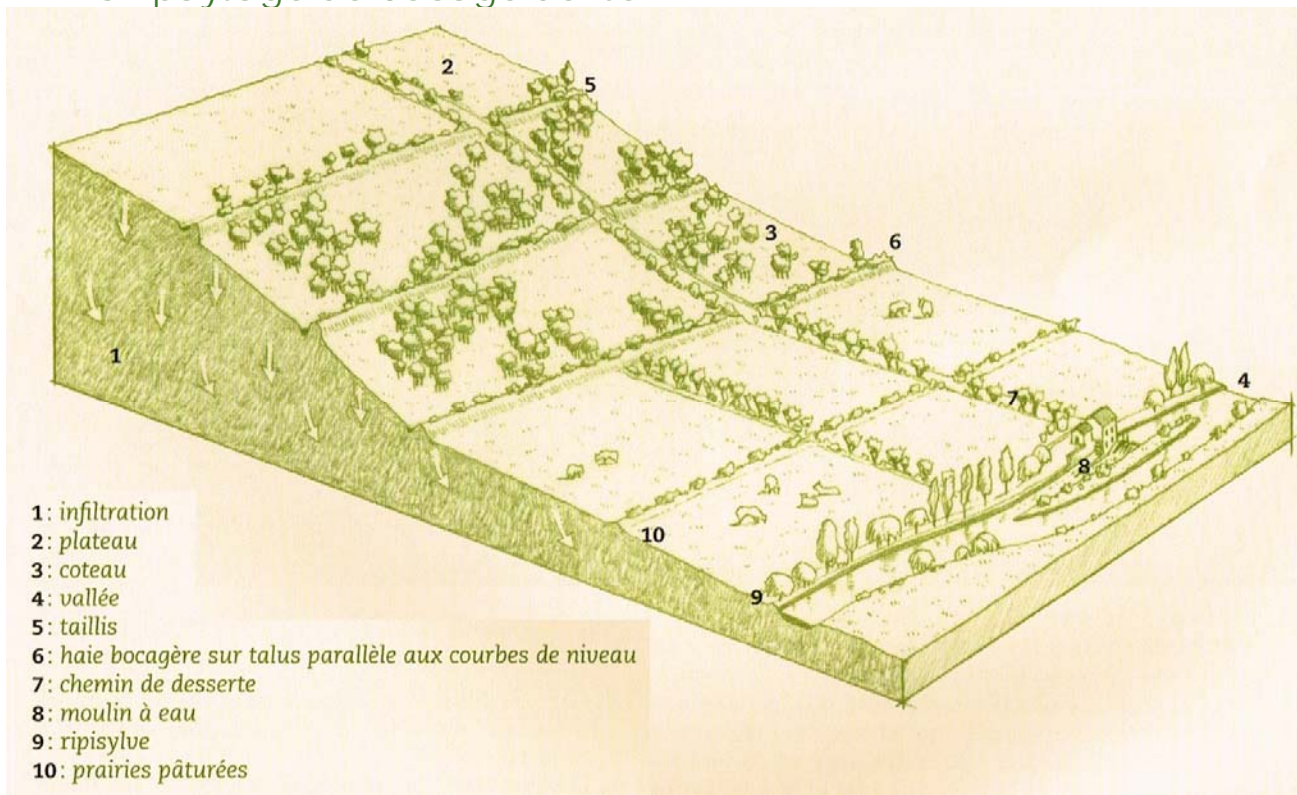 2
5
3
6
1
7
4
8
10
9
1: infiltration
2: plateau
3: coteau
4: vallée
5: taillis
6: haie bocagère sur talus parallèle aux courbes de niveau
7: chemin de desserte
8: moulin à eau
9: ripisylve
10: prairies pâturées